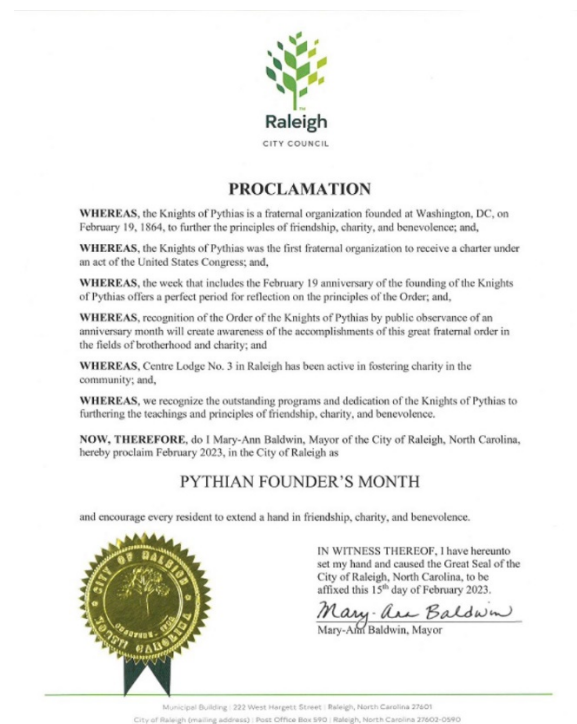 Raleigh
CITY COUNCIL
PROCLAMATION
WHEREAS, the Knights of Pythias is a fraternal organization founded at Washington, DC, on
February 19, 1864, to further the principles of friendship, charity, and benevolence; and,
WHEREAS, the Knights of Pythias was the first fraternal organization to receive a charter under
an act of the United States Congress; and,
WHEREAS, the week that includes the February 19 anniversary of the founding of the Knights
of Pythias offers a perfect period for reflection on the principles of the Order; and,
WHEREAS, recognition of the Order of the Knights of Pythias by public observance of an
anniversary month will create awareness of the accomplishments of this great fraternal order in
the fields of brotherhood and charity; and
WHEREAS, Centre Lodge No. 3 in Raleigh has been active in fostering charity in the
community; and,
WHEREAS, we recognize the outstanding programs and dedication of the Knights of Pythias to
furthering the teachings and principles of friendship, charity, and benevolence.
NOW, THEREFORE, do I Mary-Ann Baldwin, Mayor of the City of Raleigh, North Carolina,
hereby proclaim February 2023, in the City of Raleigh as
PYTHIAN FOUNDER'S MONTH
and encourage every resident to extend a hand in friendship, charity, and benevolence.
CITY OF RALEIGH
NORTH CAROLINA
IN WITNESS THEREOF, I have hereunto
set my hand and caused the Great Seal of the
City of Raleigh, North Carolina, to be
affixed this 15th day of February 2023.
Mary-Ann Baldwin
Mary-Ann Baldwin, Mayor
Municipal Building | 222 West Hargett Street | Raleigh, North Carolina 27601
City of Raleigh (mailing address) | Post Office Box 590 | Raleigh, North Carolina 27602-0590